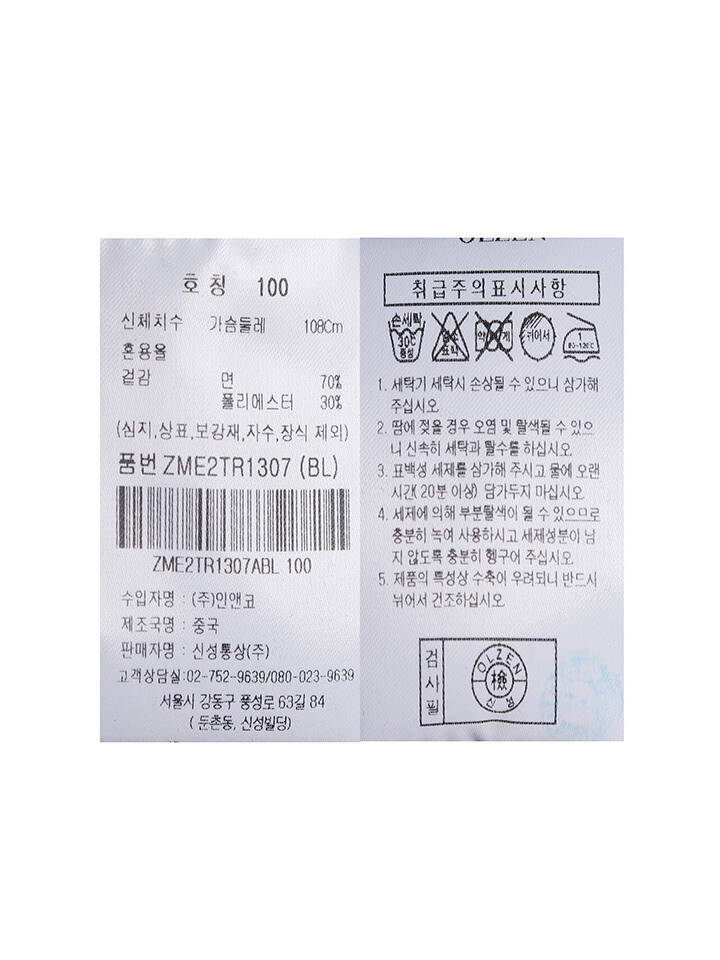 호칭 100
신체치수 가슴둘레 108Cm
혼용율
겉감 면 70%
폴리에스터 30%
(심지,상표,보강재,자수,장식 제외)
품번 ZME2TR1307 (BL)
ZME2TR1307ABL 100
수입자명 : (주)인앤코
제조국명 : 중국
판매자명 : 신성통상(주)
고객상담실:02-752-9639/080-023-9639
서울시 강동구 풍성로 63길 84
( 둔촌동, 신성빌딩)
OLZEN
취급주의표시사항
손세탁
30℃
중성
염소
표백
뉘어서
1
80~120℃
1. 세탁기 세탁시 손상될 수 있으니 삼가해
주십시오.
2. 땀에 젖을 경우 오염 및 탈색될 수 있으
니 신속히 세탁과 탈수를 하십시오.
3. 표백성 세제를 삼가해 주시고 물에 오랜
시간(20분 이상) 담가두지 마십시오.
4. 세제에 의해 부분탈색이 될 수 있으므로
충분히 녹여 사용하시고 세제성분이 남
지 않도록 충분히 헹구어 주십시오.
5. 제품의 특성상 수축이 우려되니 반드시
뉘어서 건조하십시오.
검사필
OLZEN
檢
신성